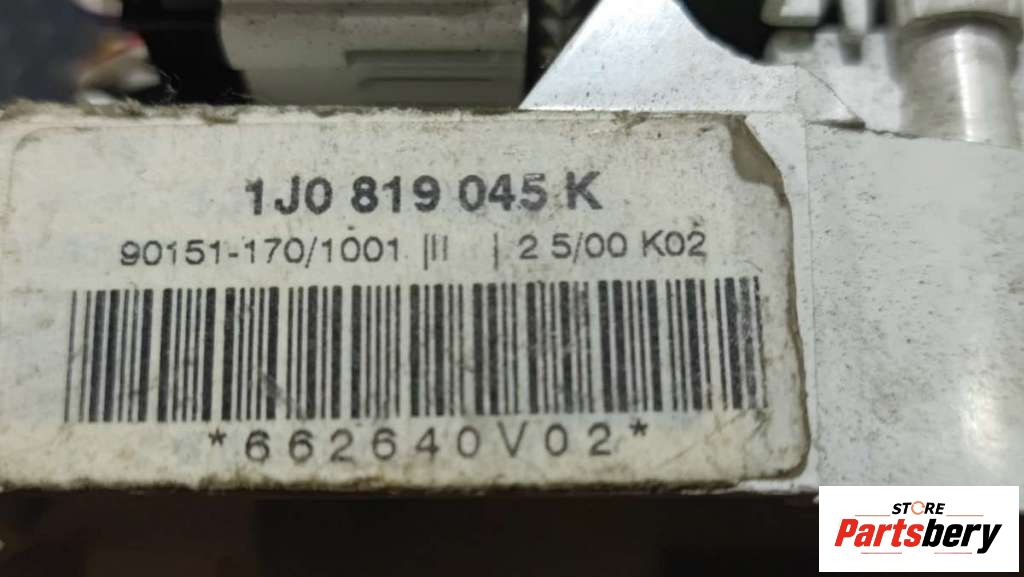 1J0 819 045 K
90151-170/1001 |II | 2 5/00 K02
*662640V02*
STORE
Partsbery